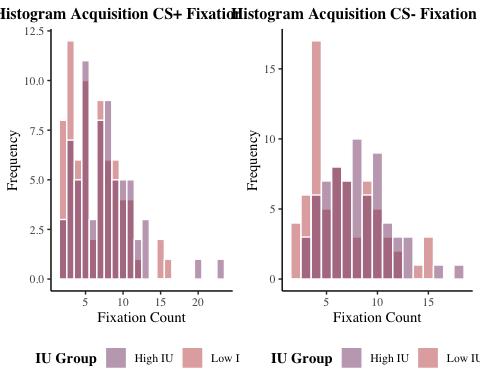 Histogram Acquisition CS+ Fixation
Histogram Acquisition CS- Fixation
12.5
10.0
7.5
5.0
2.5
0.0
Frequency
5
10
15
20
Fixation Count
IU Group
High IU
Low I
15
10
5
0
Frequency
5
10
15
Fixation Count
IU Group
High IU
Low IU